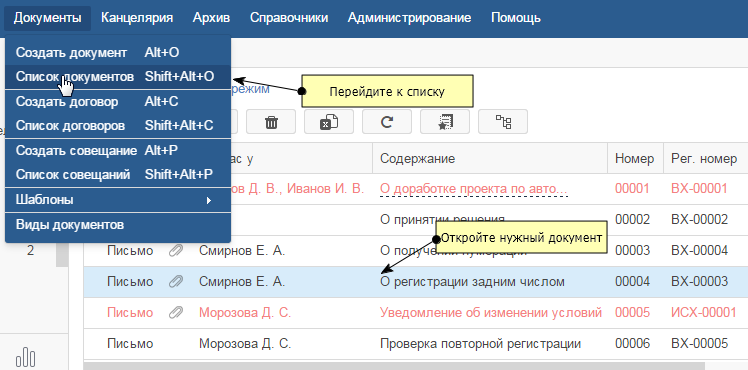 Документы Канцелярия Архив Справочники Администрирование Помощь
Создать документ Alt+O
Список документов Shift+Alt+O
режим
Перейдите к списку
Создать договор Alt+C
Список договоров Shift+Alt+C
Создать совещание Alt+P
ас у Содержание Номер Рег. номер
Список совещаний Shift+Alt+P
ов Д. В., Иванов И. В. О доработке проекта по авто... 00001 ВХ-00001
Шаблоны
О принятии решения 00002 ВХ-00002
Виды документов
Откройте нужный документ
2 Письмо Смирнов Е. А. О получении нумерации 00003 ВХ-00004
Письмо Смирнов Е. А. О регистрации задним числом 00004 ВХ-00003
Письмо Морозова Д. С. Уведомление об изменении условий 00005 ИСХ-00001
Письмо Морозова Д. С. Проверка повторной регистрации 00006 ВХ-00005